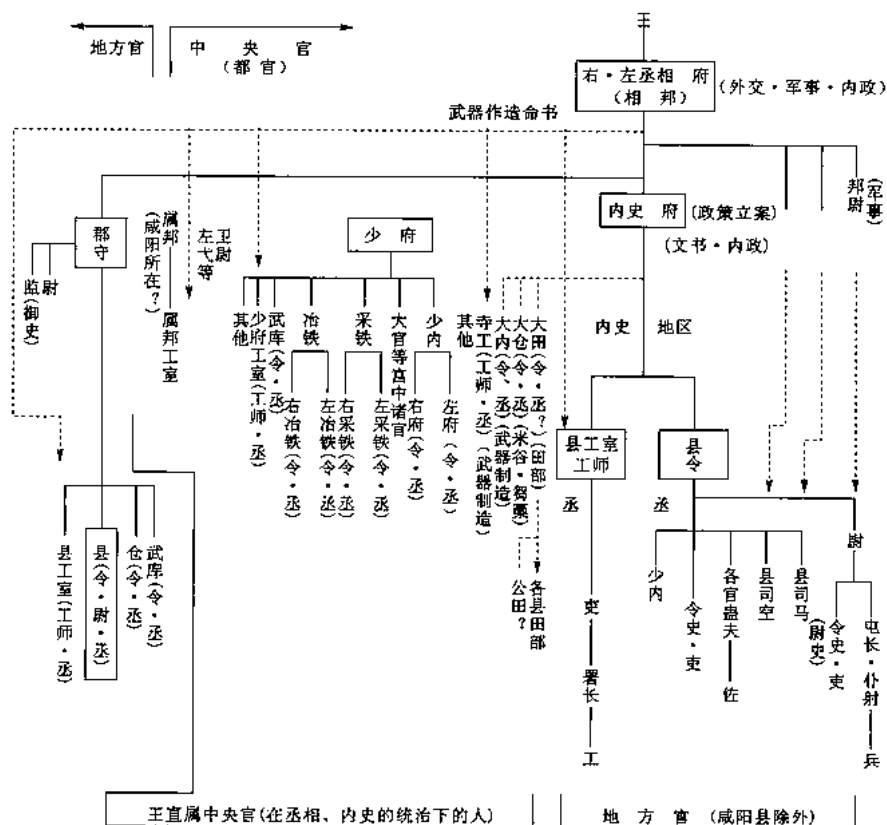 王
地方官
中央官
(都官)
右·左丞相府
(相邦)
(外交·军事·内政)
武器作造命书
邦尉
(军事)
内史府
(政策立案)
(文书·内政)
郡守
尉
监(御史)
属邦
(咸阳所在?)
属邦工室
卫尉
左弋等
少府
其他
少府工室(工师·丞)
武库(令·丞)
冶铁
右冶铁(令·丞)
左冶铁(令·丞)
采铁
右采铁(令·丞)
左采铁(令·丞)
大官等宫中诸官
少内
右府(令·丞)
左府(令·丞)
其他
寺工(工师·丞)(武器制造)
大内(令、丞)(武器制造)
大仓(令·丞)(米谷·刍藁)
大田(令·丞?)(田部)
公田?
各县田部
内史 地区
县工室
工师
丞
吏
署长
工
县令
丞
少内
令史·吏
各官啬夫
佐
县司空
县司马
尉
(尉史)
令史·吏
屯长·仆射
兵
县工室(工师·丞)
县(令·尉·丞)
仓(令·丞)
武库(令·丞)
王直属中央官(在丞相、内史的统治下的人)
地方官 (咸阳县除外)